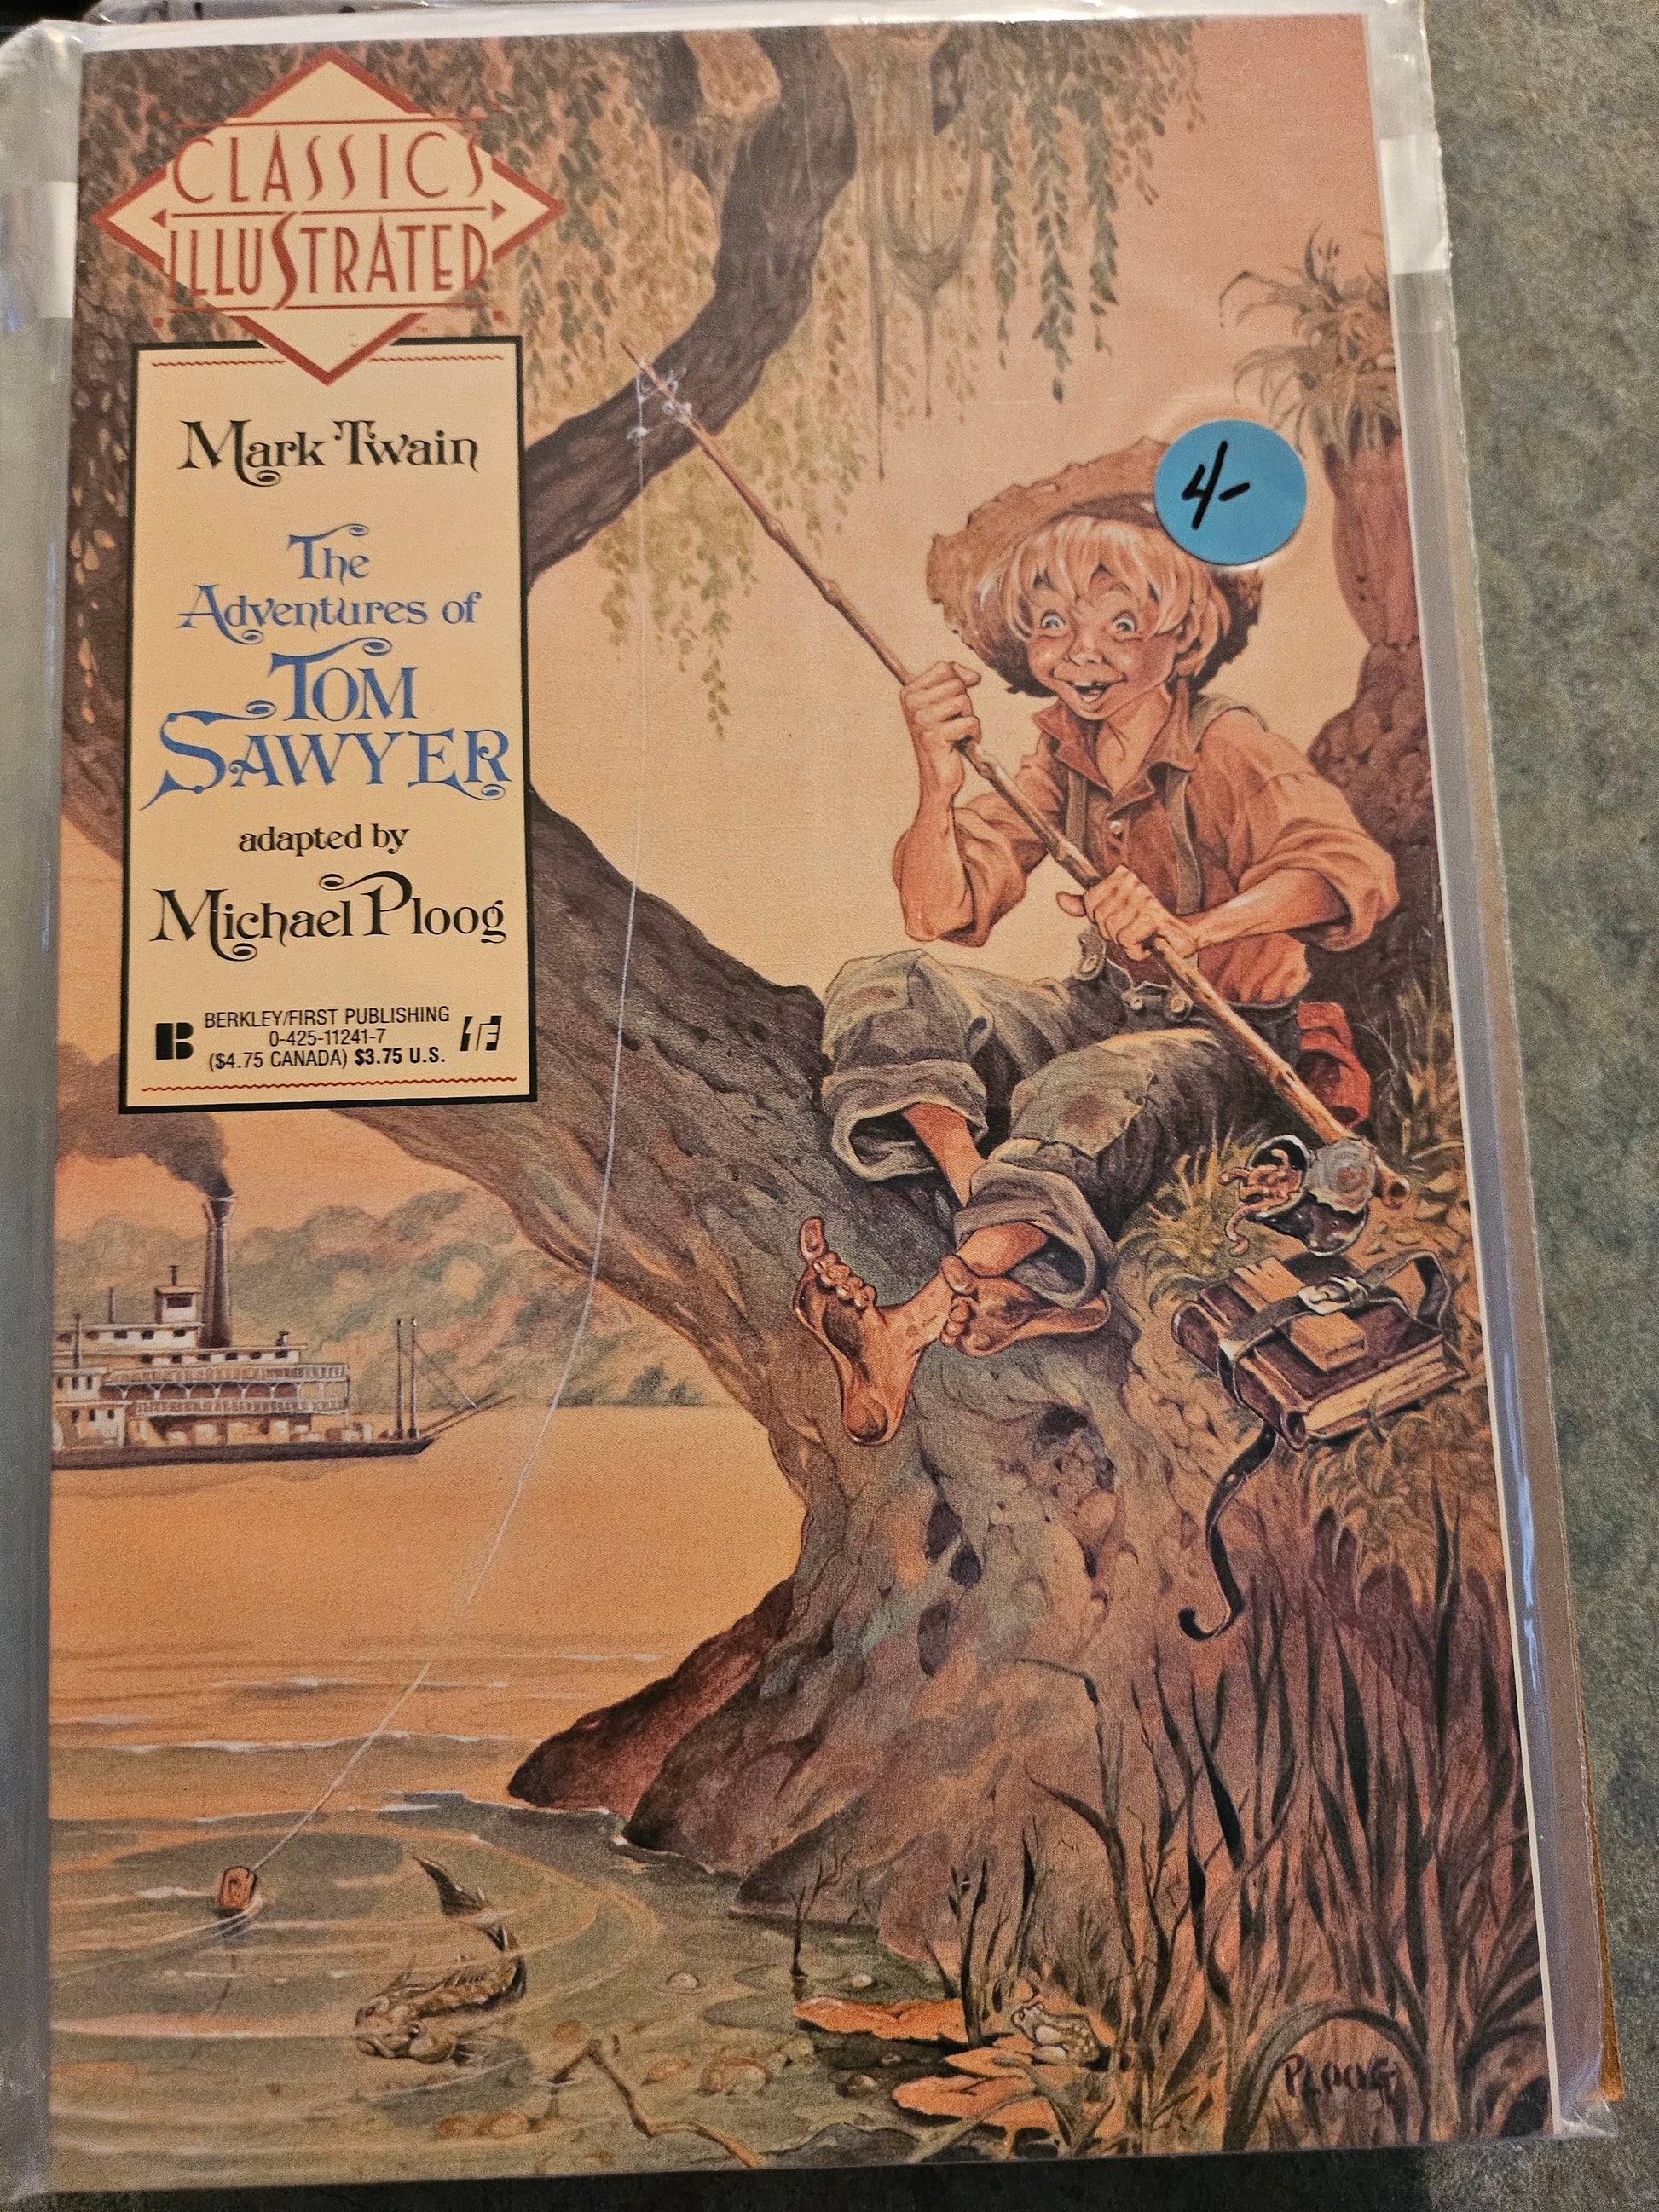 CLASSICS
ILLUSTRATED
Mark Twain
The
Adventures of
TOM
SAWYER
adapted by
Michael Ploog
B BERKLEY/FIRST PUBLISHING 1F
0-425-11241-7
($4.75 CANADA) $3.75 U.S.
4/-
PLOOG